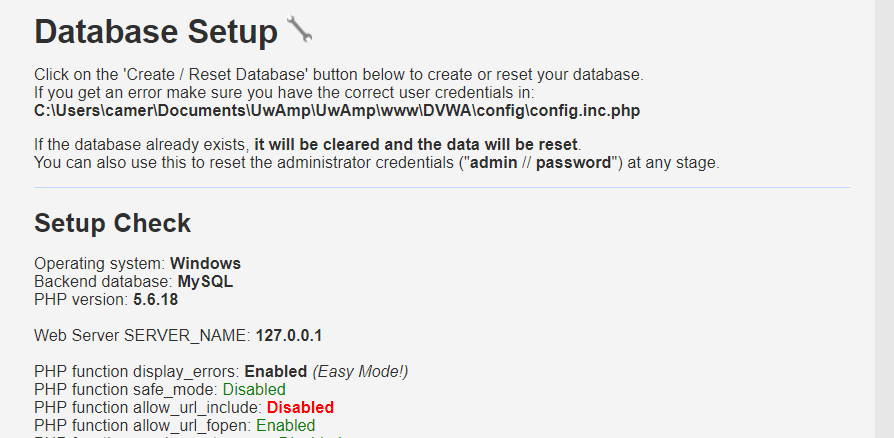 Database Setup
Click on the 'Create / Reset Database' button below to create or reset your database.
If you get an error make sure you have the correct user credentials in:
C:\Users\camer\Documents\UwAmp\UwAmp\www\DVWA\config\config.inc.php
If the database already exists, it will be cleared and the data will be reset.
You can also use this to reset the administrator credentials ("admin // password") at any stage.
Setup Check
Operating system: Windows
Backend database: MySQL
PHP version: 5.6.18
Web Server SERVER_NAME: 127.0.0.1
PHP function display_errors: Enabled (Easy Mode!)
PHP function safe_mode: Disabled
PHP function allow_url_include: Disabled
PHP function allow_url_fopen: Enabled